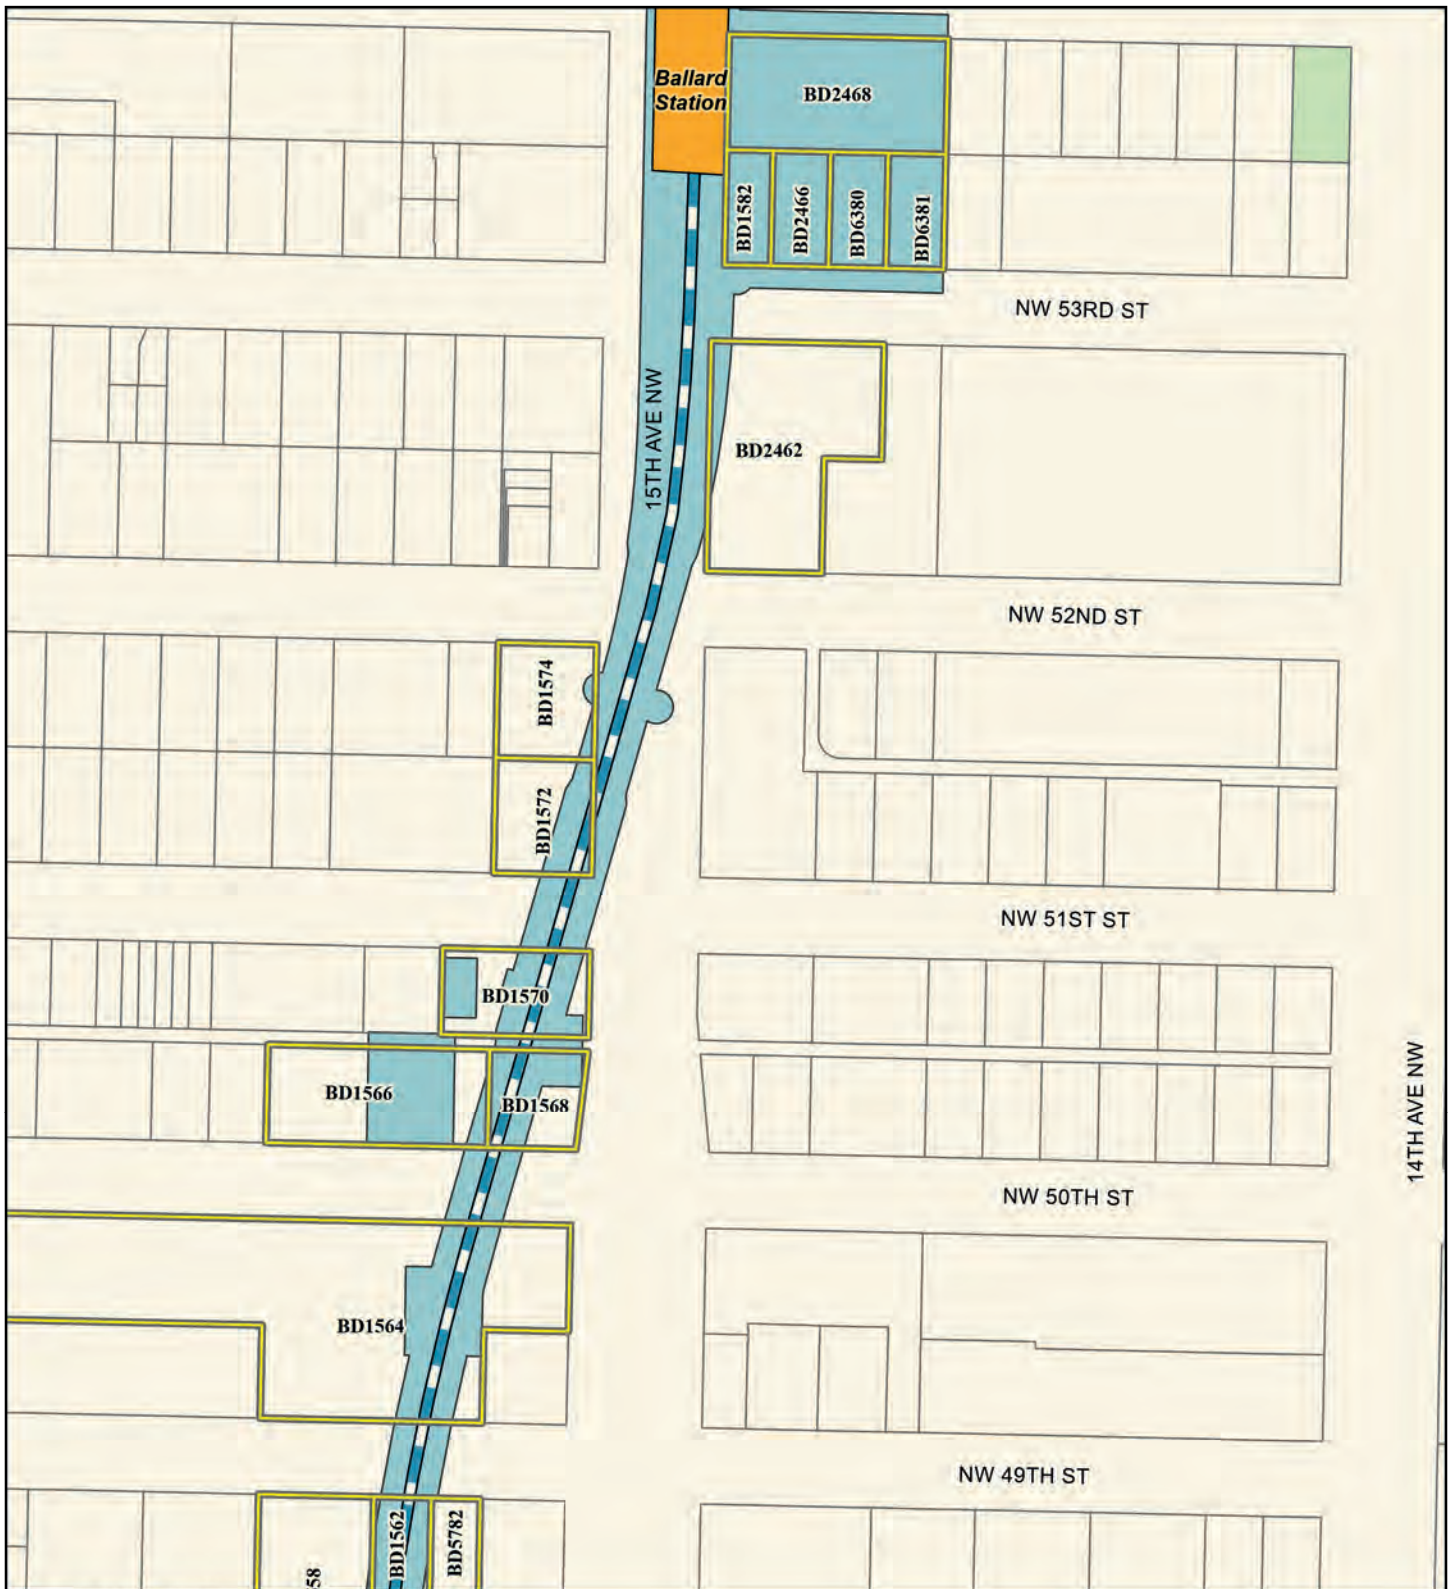 Ballard
Station
BD2468
BD1582
BD2466
BD6380
BD6381
NW 53RD ST
15TH AVE NW
BD2462
NW 52ND ST
BD1574
BD1572
NW 51ST ST
BD1570
BD1566
BD1568
14TH AVE NW
NW 50TH ST
BD1564
NW 49TH ST
58
BD1562
BD5782